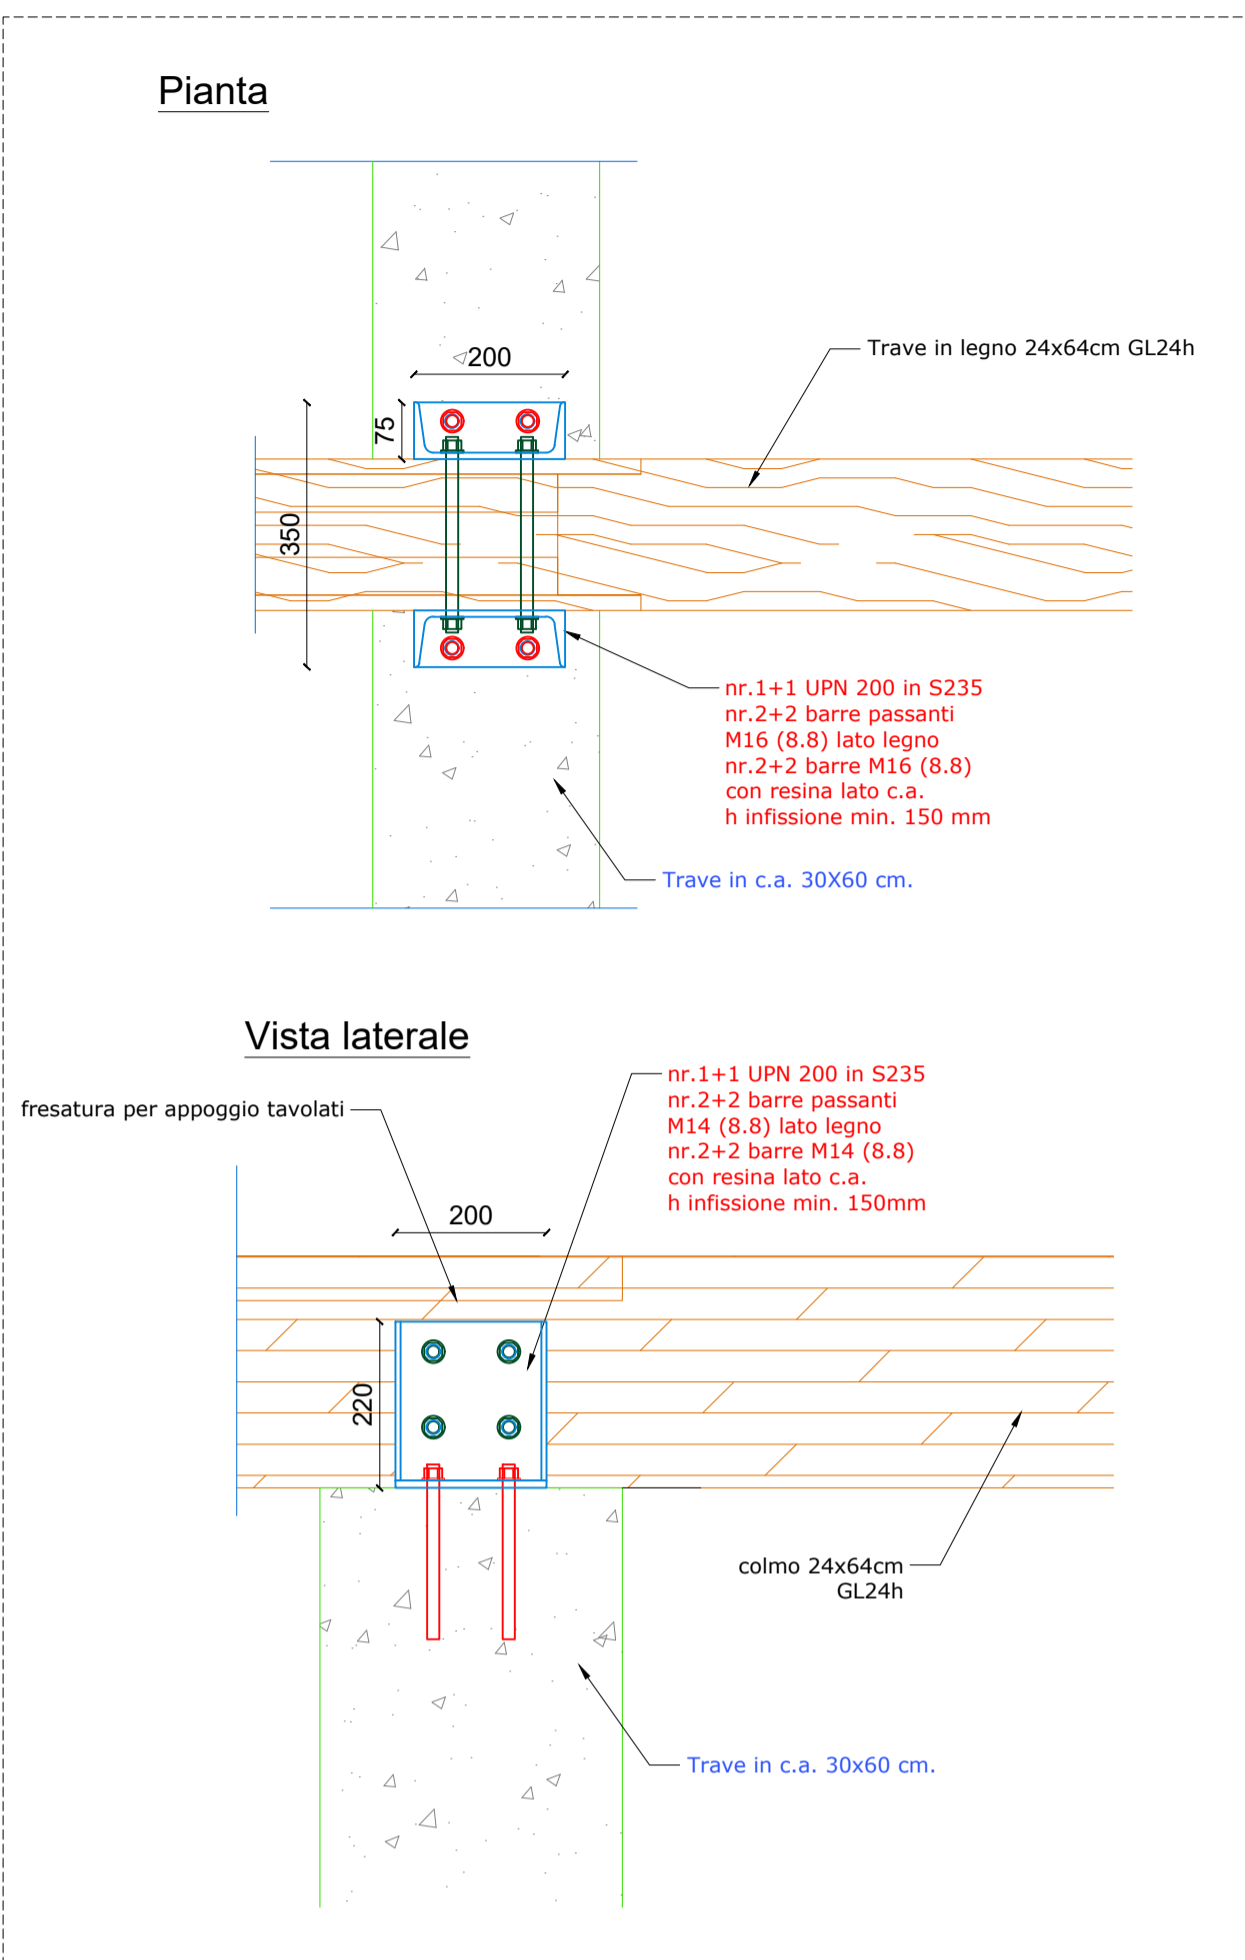 Pianta
200
Trave in legno 24x64cm GL24h
75
350
nr.1+1 UPN 200 in S235
nr.2+2 barre passanti
M16 (8.8) lato legno
nr.2+2 barre M16 (8.8)
con resina lato c.a.
h infissione min. 150 mm
Trave in c.a. 30X60 cm.
Vista laterale
nr.1+1 UPN 200 in S235
nr.2+2 barre passanti
M14 (8.8) lato legno
nr.2+2 barre M14 (8.8)
con resina lato c.a.
h infissione min. 150mm
fresatura per appoggio tavolati
200
220
colmo 24x64cm
GL24h
Trave in c.a. 30x60 cm.